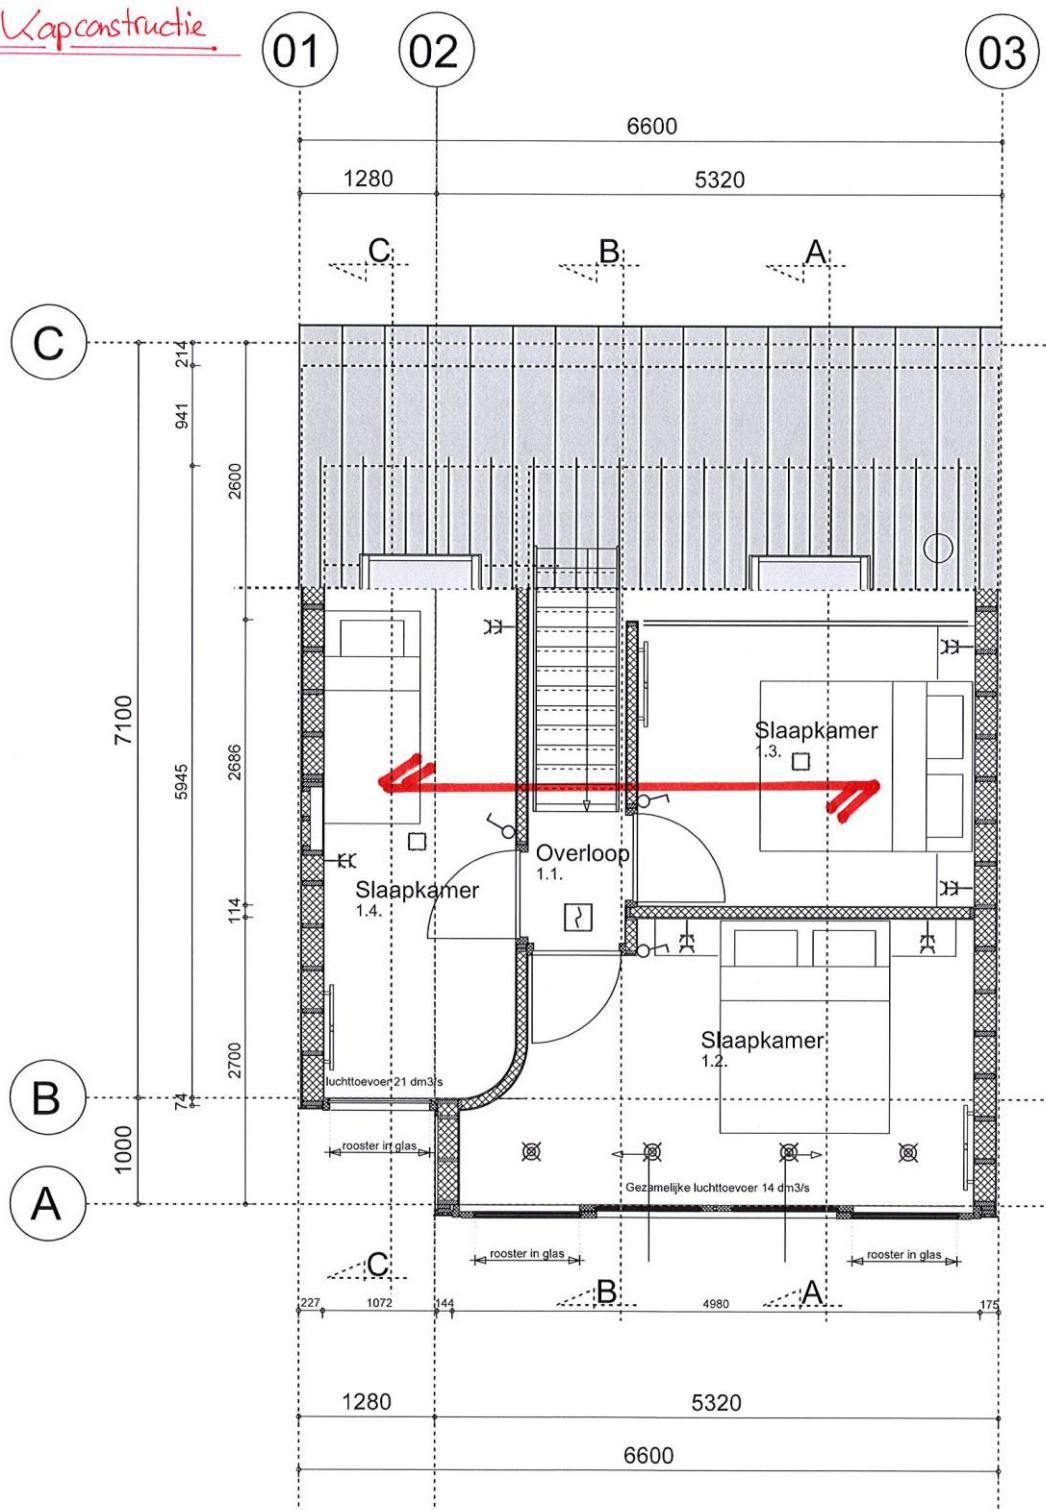 Kapconstructie
01 02 03
6600
1280 5320
C B A
C
214
941
2600
7100
5945
2686
Slaapkamer
1.3.
Overloop
1.1.
Slaapkamer
1.4.
114
Slaapkamer
1.2.
2700
luchttoevoer 21 dm3/s
B
74
1000
rooster in glas
Gezamelijke luchttoevoer 14 dm3/s
A
rooster in glas rooster in glas
C B A
227 1072 144 4980 175
1280 5320
6600